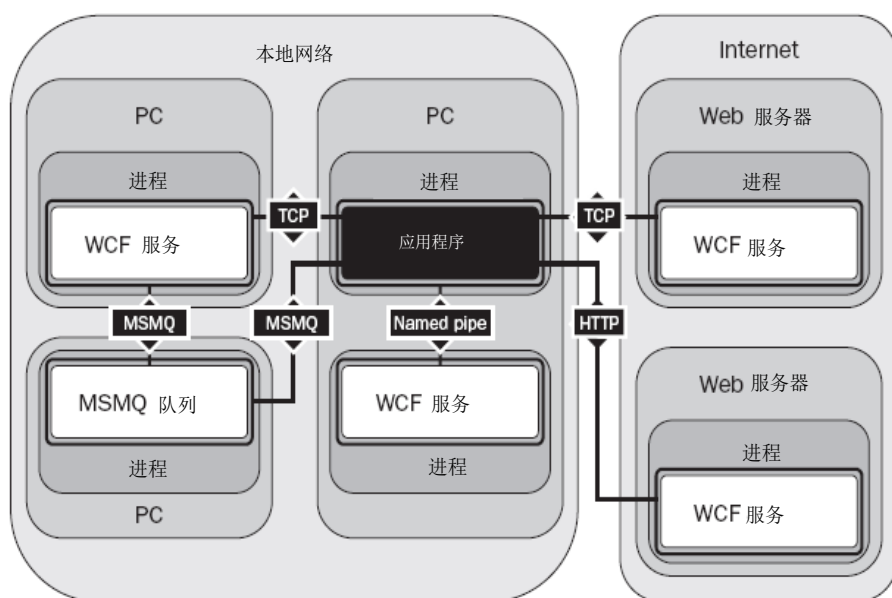 本地网络
Internet
PC
PC
Web 服务器
进程
进程
进程
WCF 服务
TCP
应用程序
TCP
WCF 服务
MSMQ
MSMQ
Named pipe
HTTP
MSMQ 队列
WCF 服务
Web 服务器
进程
进程
进程
PC
WCF 服务